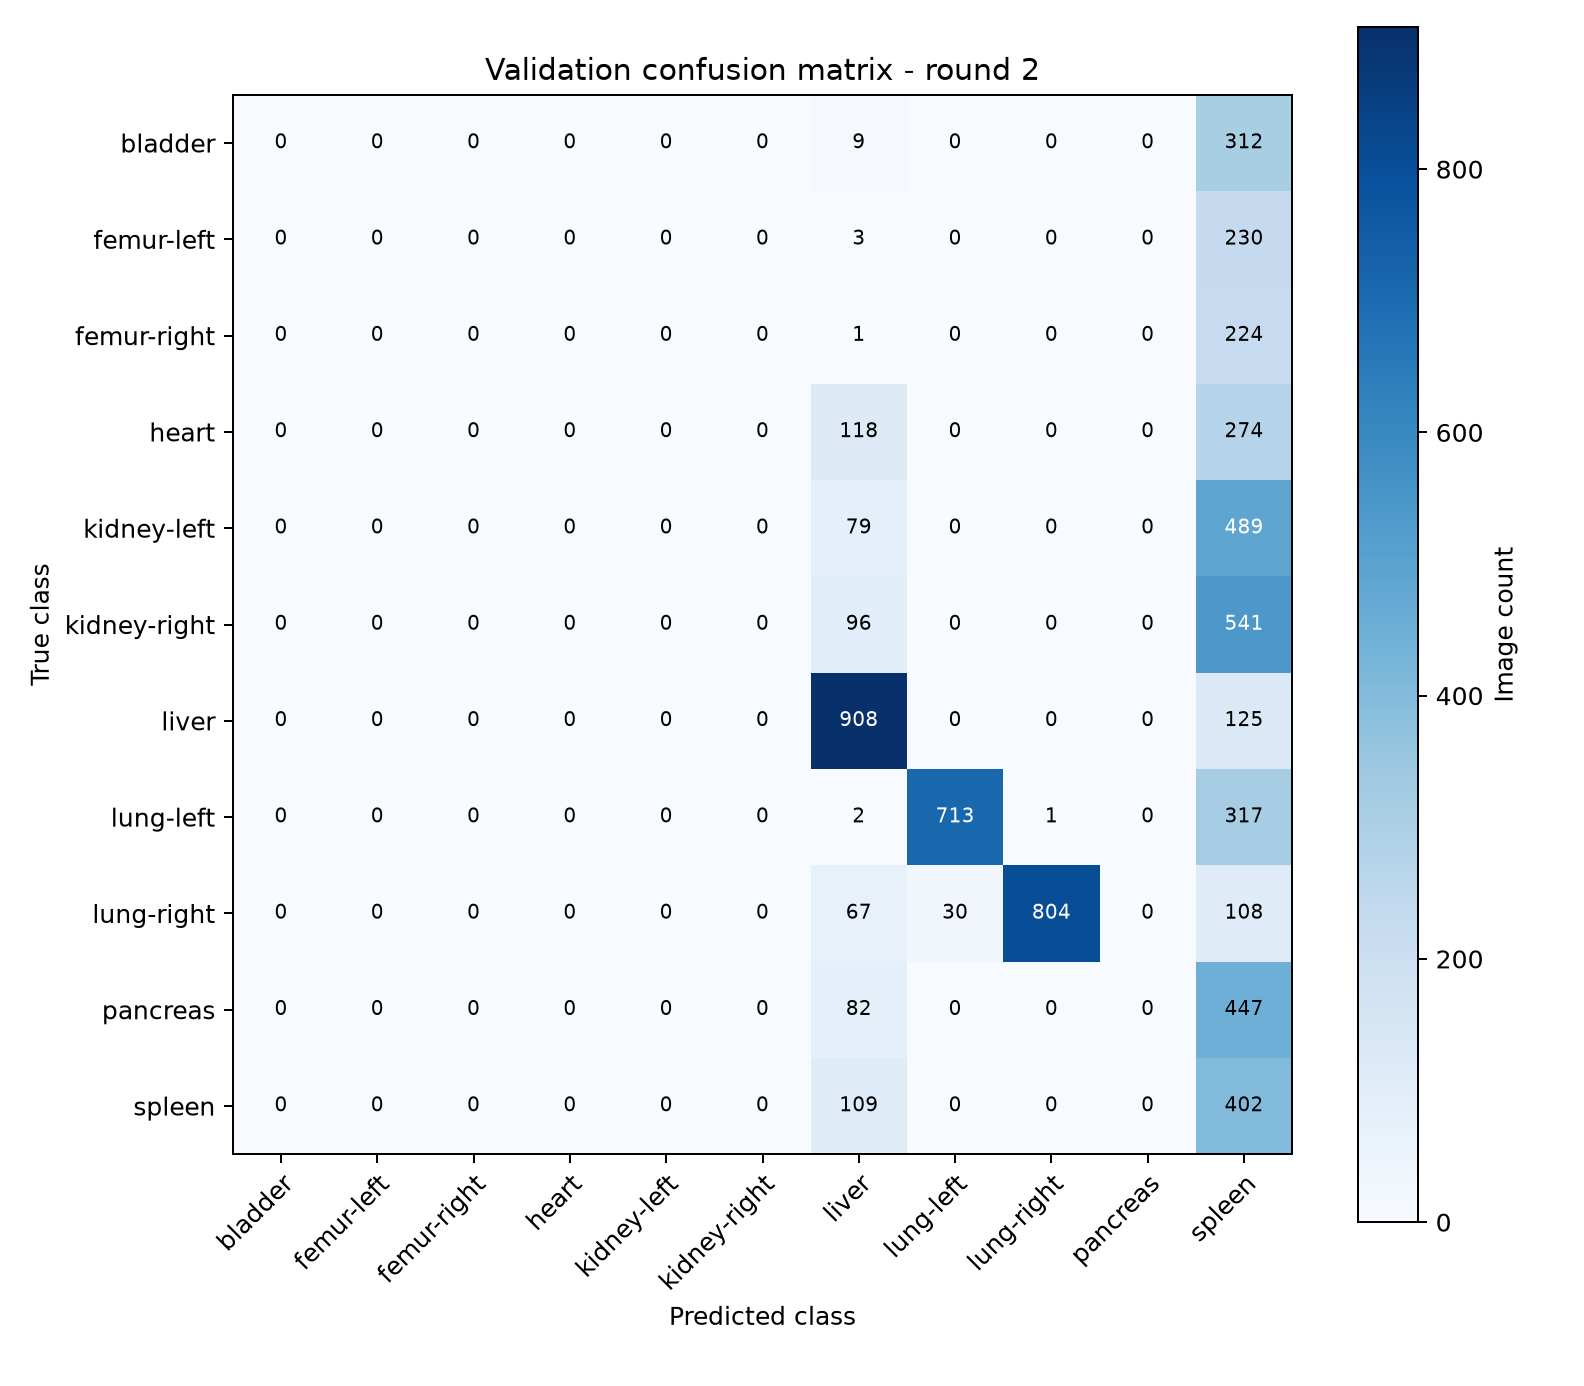 Validation confusion matrix - round 2
bladder 0 0 0 0 0 0 9 0 0 0 312
femur-left 0 0 0 0 0 0 3 0 0 0 230
femur-right 0 0 0 0 0 0 1 0 0 0 224
heart 0 0 0 0 0 0 118 0 0 0 274
kidney-left 0 0 0 0 0 0 79 0 0 0 489
kidney-right 0 0 0 0 0 0 96 0 0 0 541
liver 0 0 0 0 0 0 908 0 0 0 125
lung-left 0 0 0 0 0 0 2 713 1 0 317
lung-right 0 0 0 0 0 0 67 30 804 0 108
pancreas 0 0 0 0 0 0 82 0 0 0 447
spleen 0 0 0 0 0 0 109 0 0 0 402
bladder femur-left femur-right heart kidney-left kidney-right liver lung-left lung-right pancreas spleen
Predicted class
True class
800
600
400
200
0
Image count